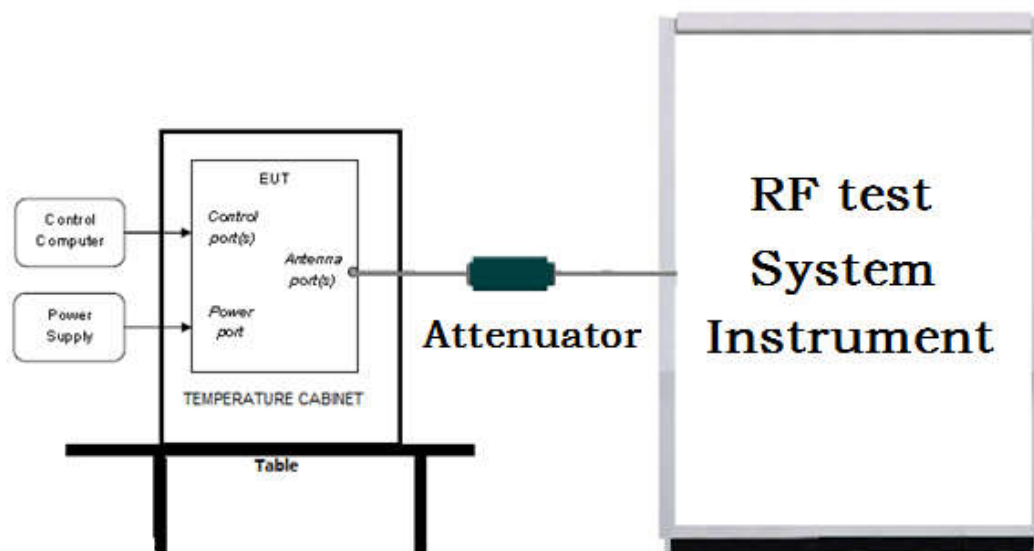 Control
Computer
Power
Supply
EUT
Control
port(s)
Antenna
port(s)
Power
port
TEMPERATURE CABINET
Table
Attenuator
RF test
System
Instrument